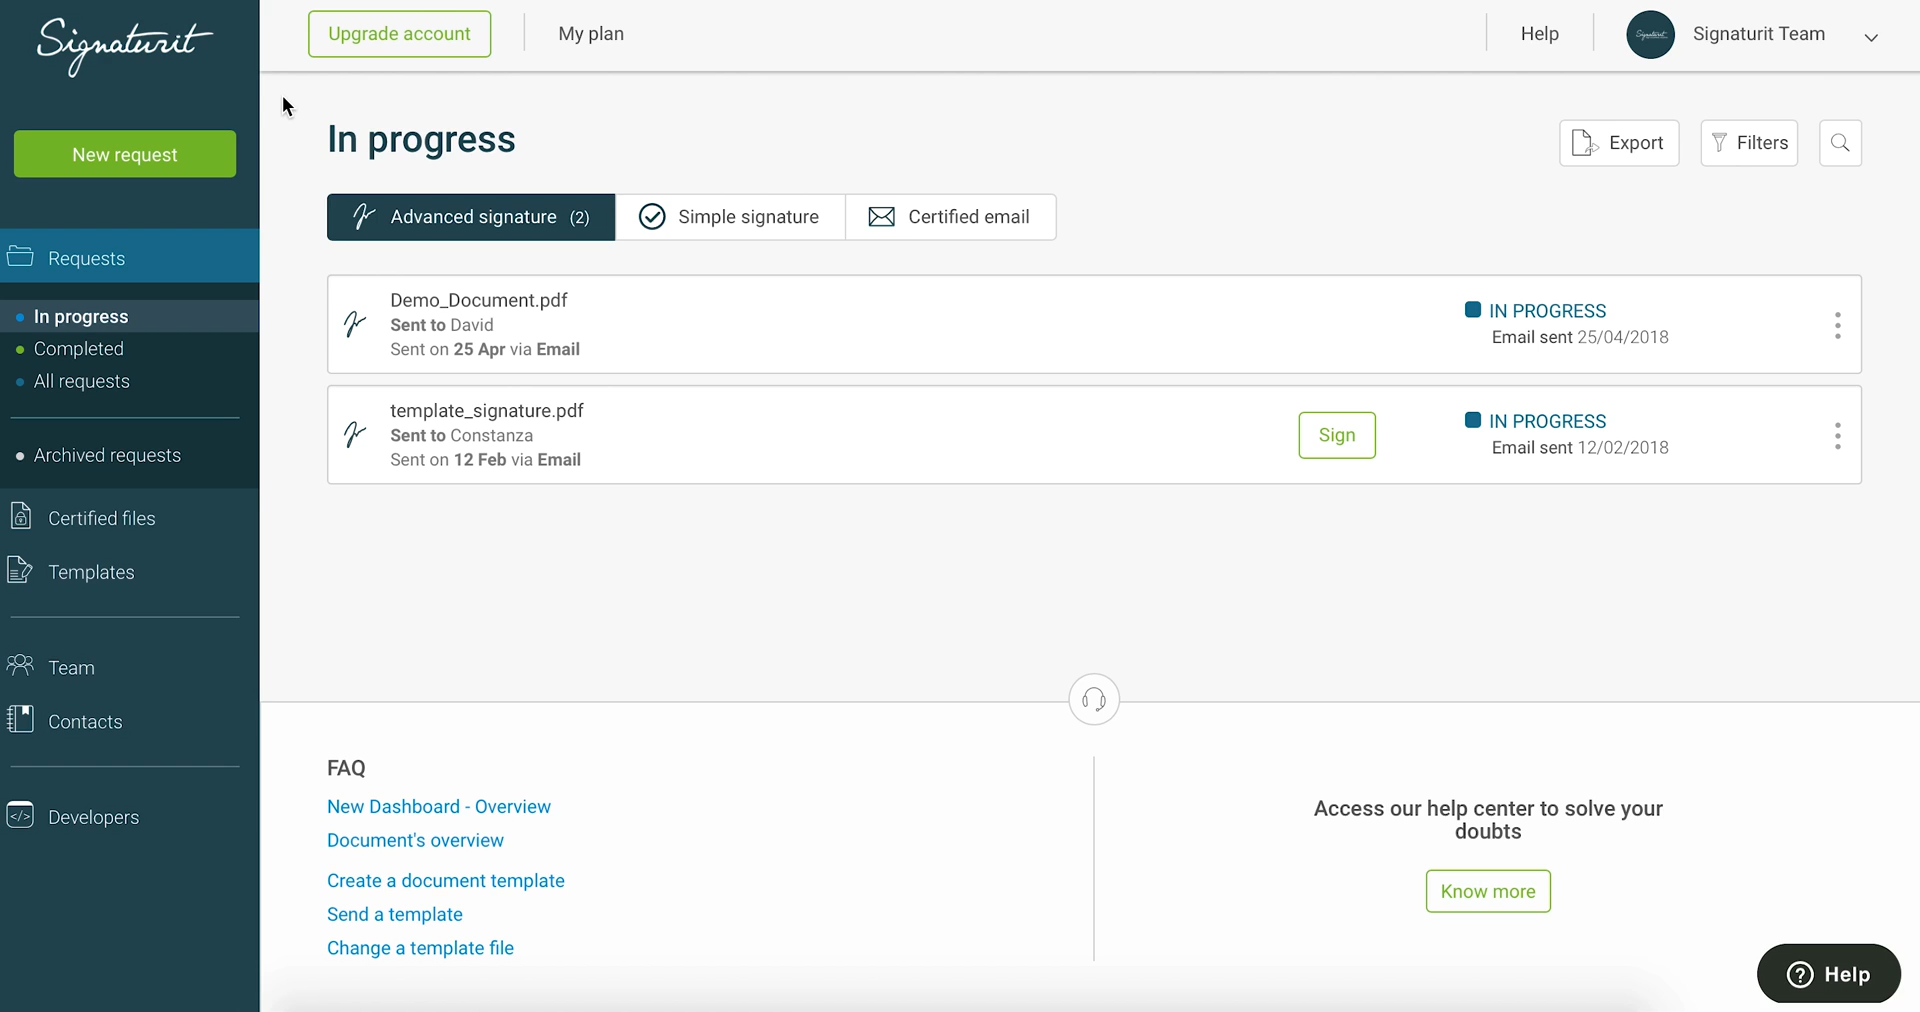 Signaturit
Upgrade account
My plan
Help
Signaturit
Signaturit Team
New request
Requests
In progress
Completed
All requests
Archived requests
Certified files
Templates
Team
Contacts
</> Developers
In progress
Export
Filters
Advanced signature (2)
Simple signature
Certified email
Demo_Document.pdf
Sent to David
Sent on 25 Apr via Email
IN PROGRESS
Email sent 25/04/2018
template_signature.pdf
Sent to Constanza
Sent on 12 Feb via Email
Sign
IN PROGRESS
Email sent 12/02/2018
FAQ
New Dashboard - Overview
Document's overview
Create a document template
Send a template
Change a template file
Access our help center to solve your
doubts
Know more
? Help